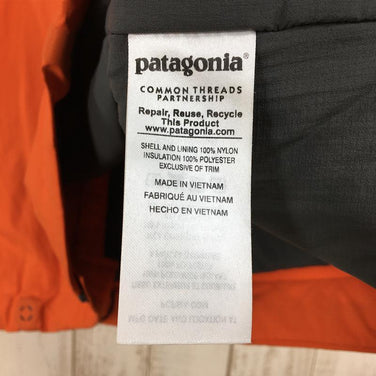 patagonia®
COMMON THREADS
PARTNERSHIP
Repair, Reuse, Recycle
This Product
www.patagonia.com
SHELL AND LINING 100% NYLON
INSULATION 100% POLYESTER
EXCLUSIVE OF TRIM
MADE IN VIETNAM
FABRIQUÉ AU VIETNAM
HECHO EN VIETNAM